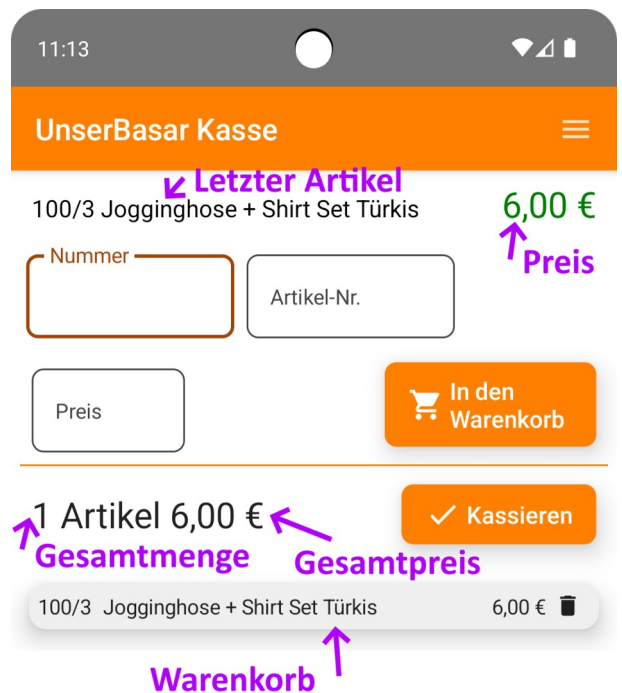 11:13
UnserBasar Kasse
Letzter Artikel
100/3 Jogginghose + Shirt Set Türkis 6,00 €
Preis
Nummer
Artikel-Nr.
Preis
In den
Warenkorb
1 Artikel 6,00 €
Kassieren
Gesamtmenge
Gesamtpreis
100/3 Jogginghose + Shirt Set Türkis 6,00 €
Warenkorb